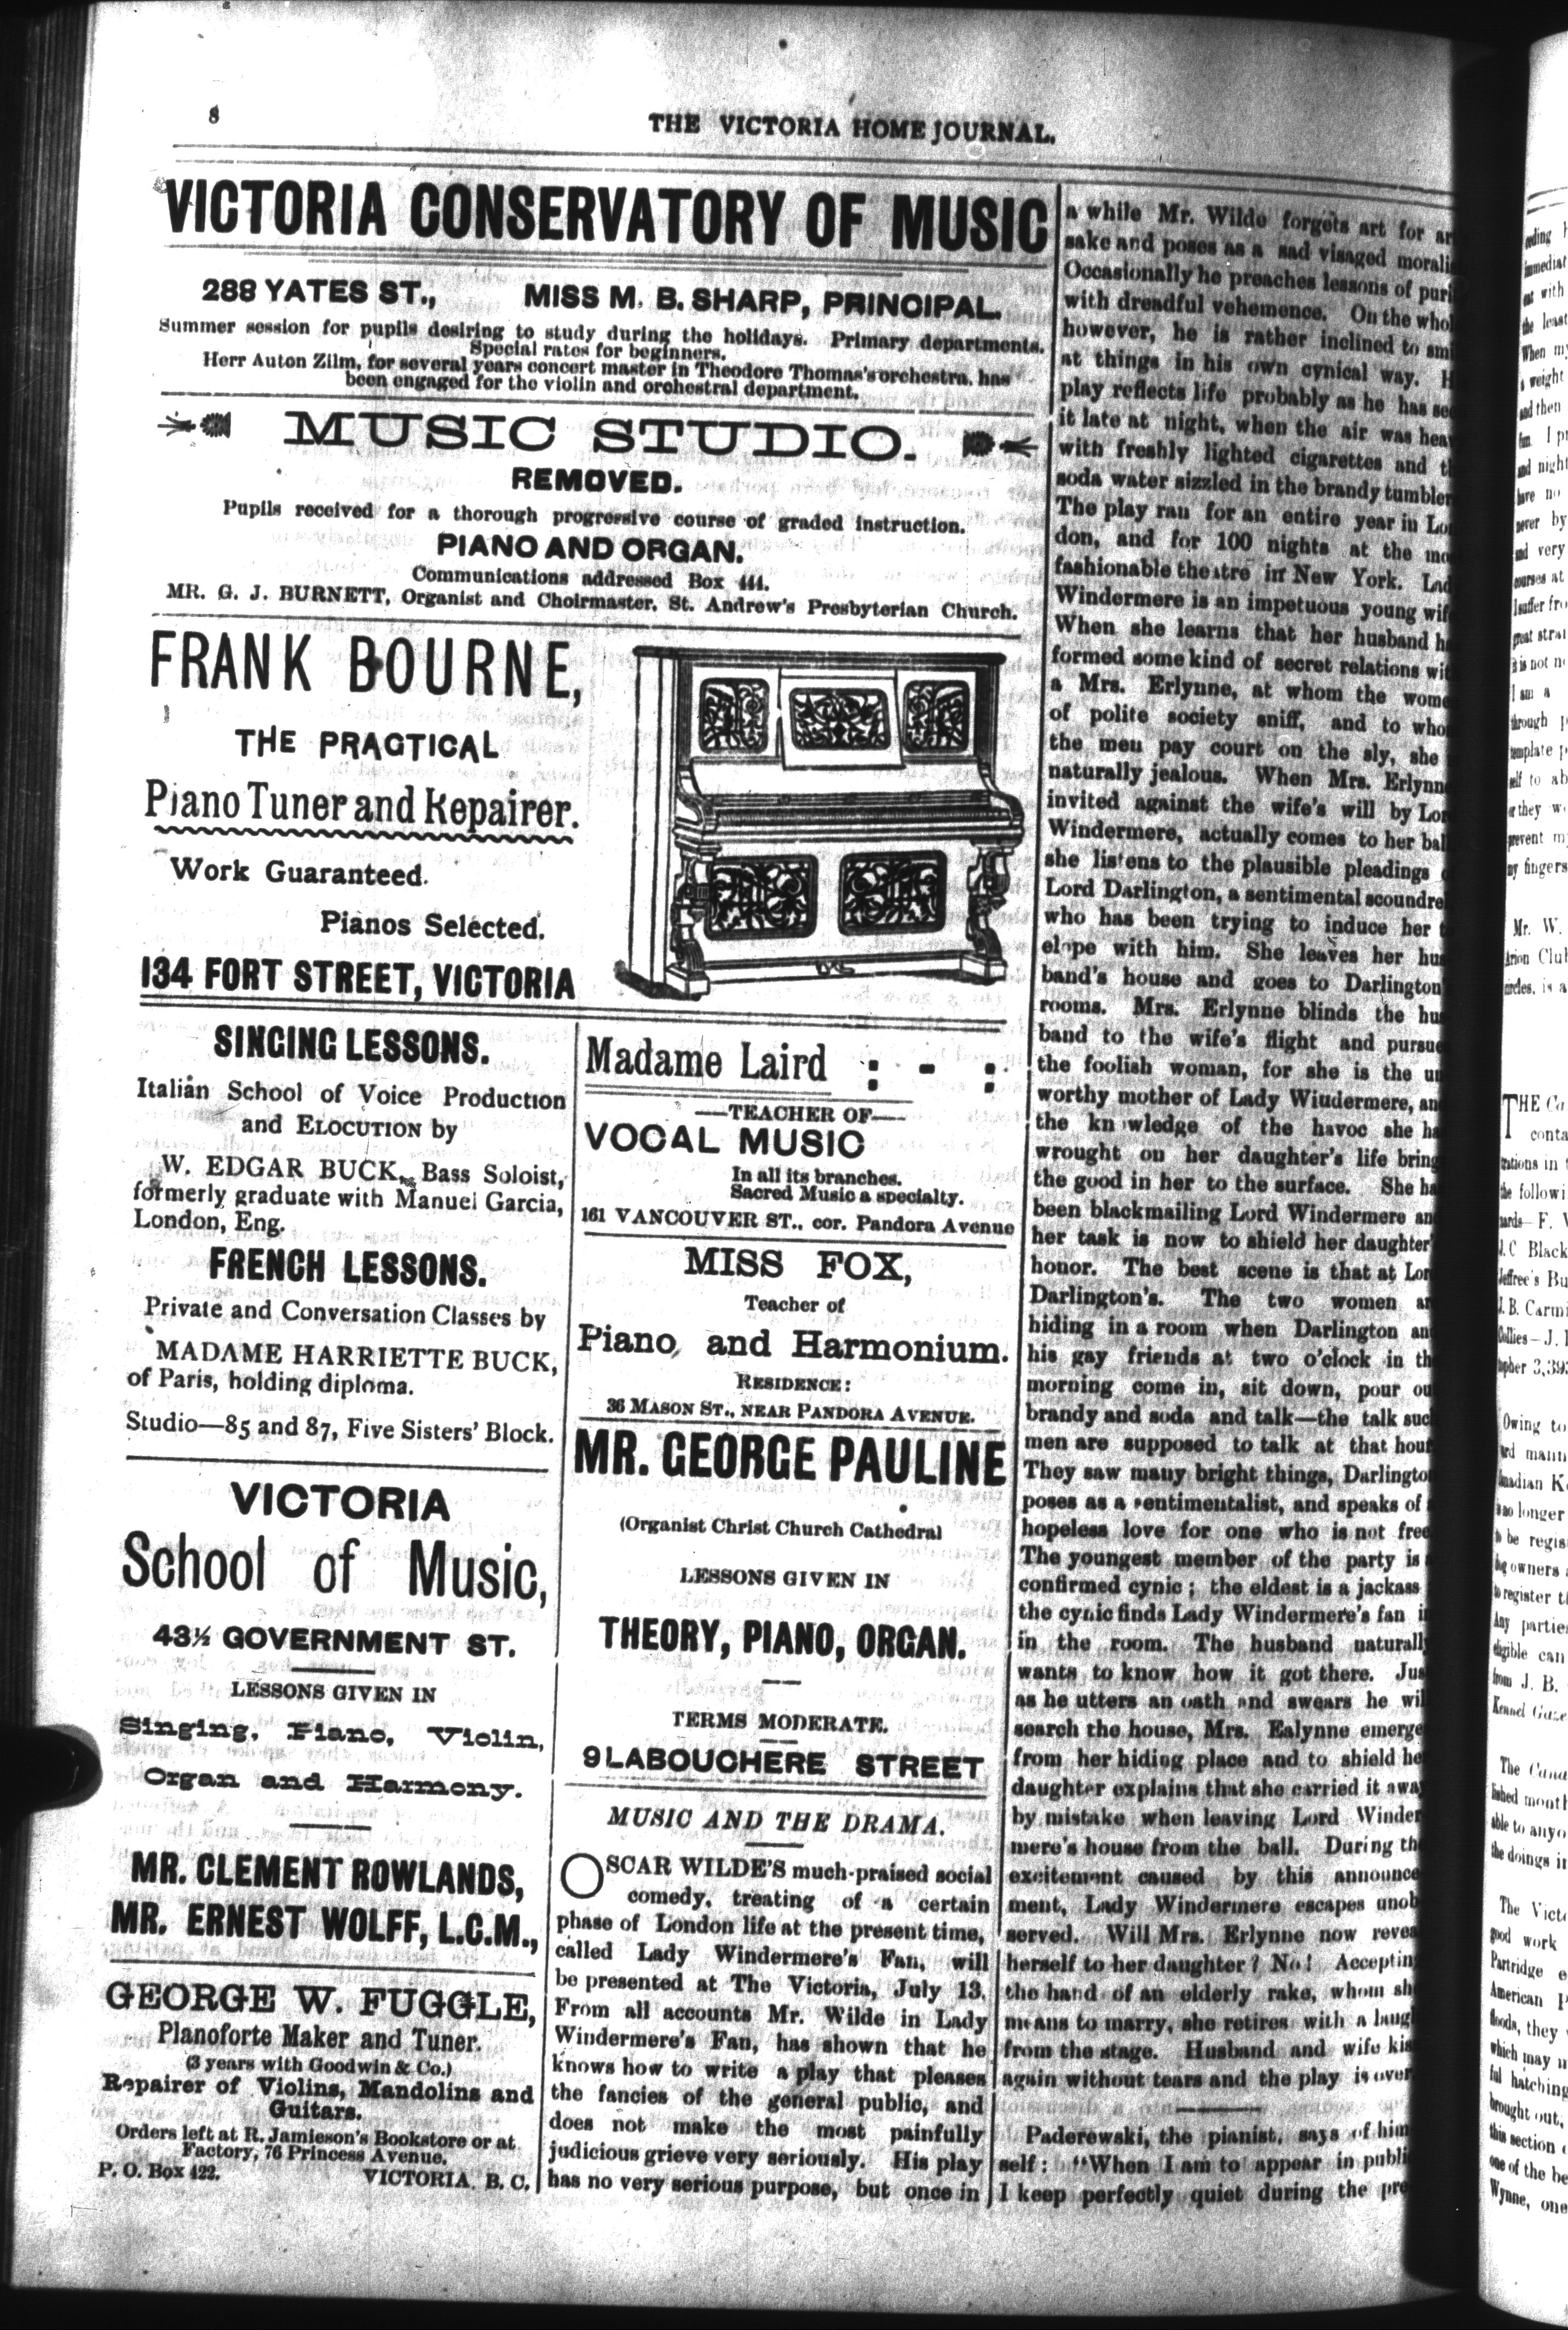 8
THE VICTORIA HOME JOURNAL.
VICTORIA CONSERVATORY OF MUSIC
288 YATES ST., MISS M. B. SHARP, PRINCIPAL.
Summer session for pupils desiring to study during the holidays. Primary departments.
Special rates for beginners.
Herr Auton Zilm, for several years concert master in Theodore Thomas's orchestra, has
been engaged for the violin and orchestral department.
MUSIC STUDIO.
REMOVED.
Pupils received for a thorough progressive course of graded instruction.
PIANO AND ORGAN.
Communications addressed Box 444.
MR. G. J. BURNETT, Organist and Choirmaster, St. Andrew's Presbyterian Church.
FRANK BOURNE,
THE PRACTICAL
Piano Tuner and Repairer.
Work Guaranteed.
Pianos Selected.
134 FORT STREET, VICTORIA
SINGING LESSONS.
Italian School of Voice Production
and ELOCUTION by
W. EDGAR BUCK, Bass Soloist,
formerly graduate with Manuel Garcia,
London, Eng.
FRENCH LESSONS.
Private and Conversation Classes by
MADAME HARRIETTE BUCK,
of Paris, holding diploma.
Studio—85 and 87, Five Sisters' Block.
VICTORIA
School of Music,
43½ GOVERNMENT ST.
LESSONS GIVEN IN
Singing, Piano, Violin,
Organ and Harmony.
MR. CLEMENT ROWLANDS,
MR. ERNEST WOLFF, L.C.M.,
GEORGE W. FUGGLE,
Pianoforte Maker and Tuner.
(3 years with Goodwin & Co.)
Repairer of Violins, Mandolins and
Guitars.
Orders left at R. Jamieson's Bookstore or at
Factory, 76 Princess Avenue.
P. O. Box 422. VICTORIA, B. C.
Madame Laird : - :
—TEACHER OF—
VOCAL MUSIC
In all its branches.
Sacred Music a specialty.
161 VANCOUVER ST., cor. Pandora Avenue
MISS FOX,
Teacher of
Piano and Harmonium.
RESIDENCE:
36 MASON ST., NEAR PANDORA AVENUE.
MR. GEORGE PAULINE
(Organist Christ Church Cathedral
LESSONS GIVEN IN
THEORY, PIANO, ORGAN.
TERMS MODERATE.
9 LABOUCHERE STREET
MUSIC AND THE DRAMA.
OSCAR WILDE'S much-praised social
comedy, treating of a certain
phase of London life at the present time,
called Lady Windermere's Fan, will
be presented at The Victoria, July 13.
From all accounts Mr. Wilde in Lady
Windermere's Fan, has shown that he
knows how to write a play that pleases
the fancies of the general public, and
does not make the most painfully
judicious grieve very seriously. His play
has no very serious purpose, but once in
a while Mr. Wilde forgets art for
sake and poses as a sad visaged
Occasionally he preaches lessons of
with dreadful vehemence. On the
however, he is rather inclined to
at things in his own cynical way.
play reflects life probably as he has
it late at night, when the air was
with freshly lighted cigarettes and
soda water sizzled in the brandy tumbler
The play ran for an entire year in
don, and for 100 nights at the
fashionable theatre in New York.
Windermere is an impetuous young
When she learns that her husband
formed some kind of secret relations
a Mrs. Erlynne, at whom the
of polite society sniff, and to
the men pay court on the sly, she
naturally jealous. When Mrs.
invited against the wife's will by
Windermere, actually comes to her
she listens to the plausible pleadings
Lord Darlington, a sentimental
who has been trying to induce her
elope with him. She leaves her
band's house and goes to Darlington
rooms. Mrs. Erlynne blinds the
band to the wife's flight and
the foolish woman, for she is the
worthy mother of Lady Wiudermere,
the knowledge of the havoc she
wrought on her daughter's life
the good in her to the surface. She
been blackmailing Lord Windermere
her task is now to shield her daughter
honor. The best scene is that at
Darlington's. The two women
hiding in a room when Darlington
his gay friends at two o'clock in
morning come in, sit down, pour
brandy and soda and talk—the talk
men are supposed to talk at that
They saw many bright things,
poses as a sentimentalist, and speaks of
hopeless love for one who is not
The youngest member of the party is
confirmed cynic; the eldest is a jackass
the cynic finds Lady Windermere's fan
in the room. The husband
wants to know how it got there.
as he utters an oath and swears he
search the house, Mrs. Ealynne
from her hiding place and to shield
daughter explains that she carried it
by mistake when leaving Lord
mere's house from the ball. During
excitement caused by this
ment, Lady Windermere escapes
served. Will Mrs. Erlynne now
herself to her daughter? No!
the hand of an elderly rake, whom
means to marry, she retires with a
from the stage. Husband and wife
again without tears and the play is over
Paderewski, the pianist, says of
self: "When I am to appear in
I keep perfectly quiet during the
Mr. W.
THE
Owing to
J. B.
The